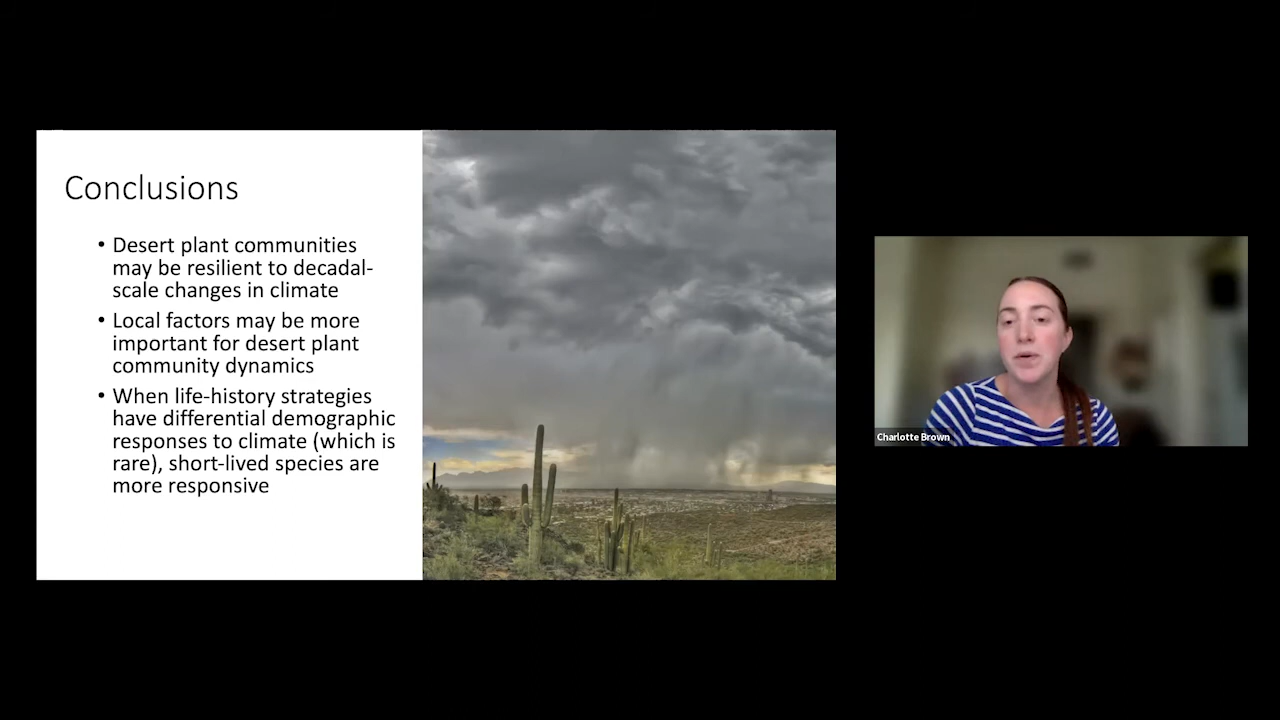 Conclusions
• Desert plant communities
may be resilient to decadal-
scale changes in climate
• Local factors may be more
important for desert plant
community dynamics
• When life-history strategies
have differential demographic
responses to climate (which is
rare), short-lived species are
more responsive
Charlotte Brown